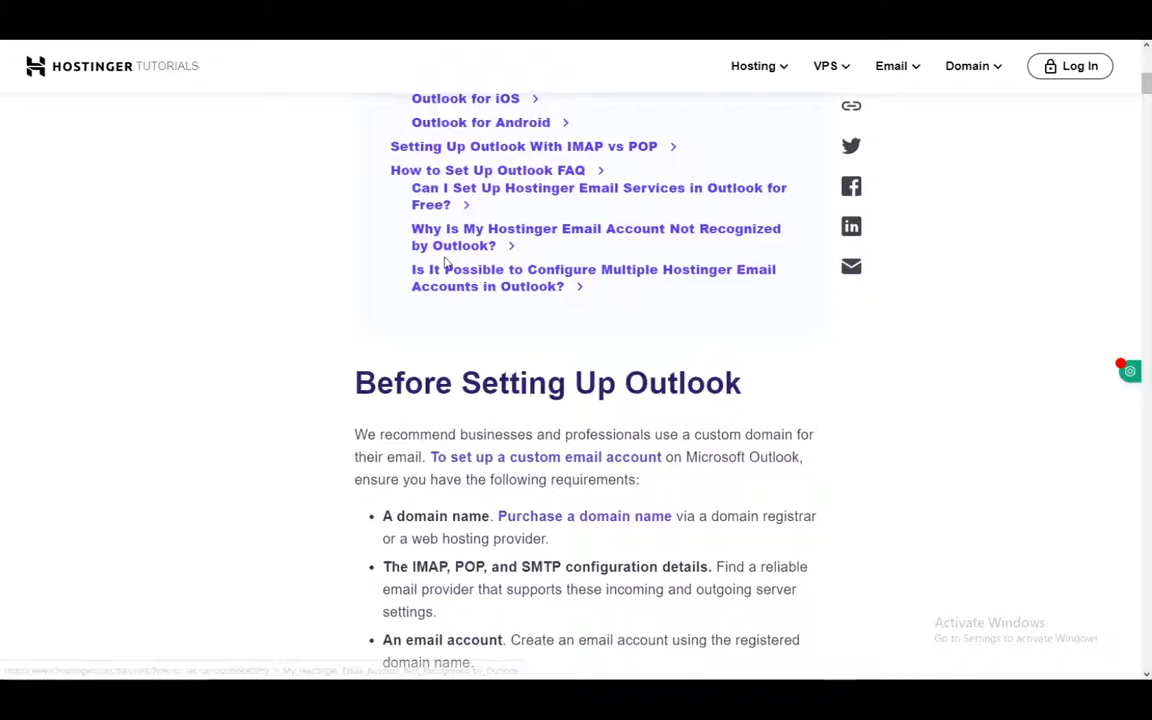 HOSTINGER TUTORIALS
Hosting
VPS
Email
Domain
Log In
Outlook for iOS
Outlook for Android
Setting Up Outlook With IMAP vs POP
How to Set Up Outlook FAQ
Can I Set Up Hostinger Email Services in Outlook for
Free?
Why Is My Hostinger Email Account Not Recognized
by Outlook?
Is It Possible to Configure Multiple Hostinger Email
Accounts in Outlook?
Before Setting Up Outlook
We recommend businesses and professionals use a custom domain for
their email. To set up a custom email account on Microsoft Outlook,
ensure you have the following requirements:
• A domain name. Purchase a domain name via a domain registrar
or a web hosting provider.
• The IMAP, POP, and SMTP configuration details. Find a reliable
email provider that supports these incoming and outgoing server
settings.
• An email account. Create an email account using the registered
domain name.
Activate Windows
Go to Settings to activate Windows.